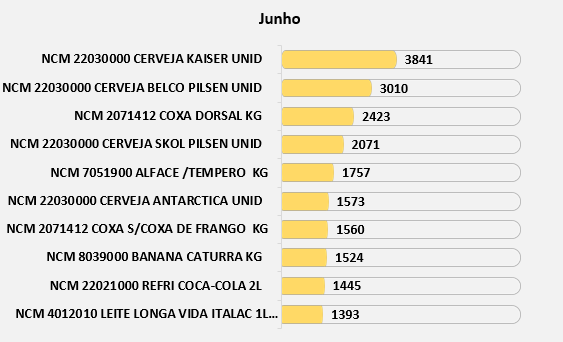 Junho
NCM 22030000 CERVEJA KAISER UNID 3841
NCM 22030000 CERVEJA BELCO PILSEN UNID 3010
NCM 2071412 COXA DORSAL KG 2423
NCM 22030000 CERVEJA SKOL PILSEN UNID 2071
NCM 7051900 ALFACE /TEMPERO KG 1757
NCM 22030000 CERVEJA ANTARCTICA UNID 1573
NCM 2071412 COXA S/COXA DE FRANGO KG 1560
NCM 8039000 BANANA CATURRA KG 1524
NCM 22021000 REFRI COCA-COLA 2L 1445
NCM 4012010 LEITE LONGA VIDA ITALAC 1L... 1393